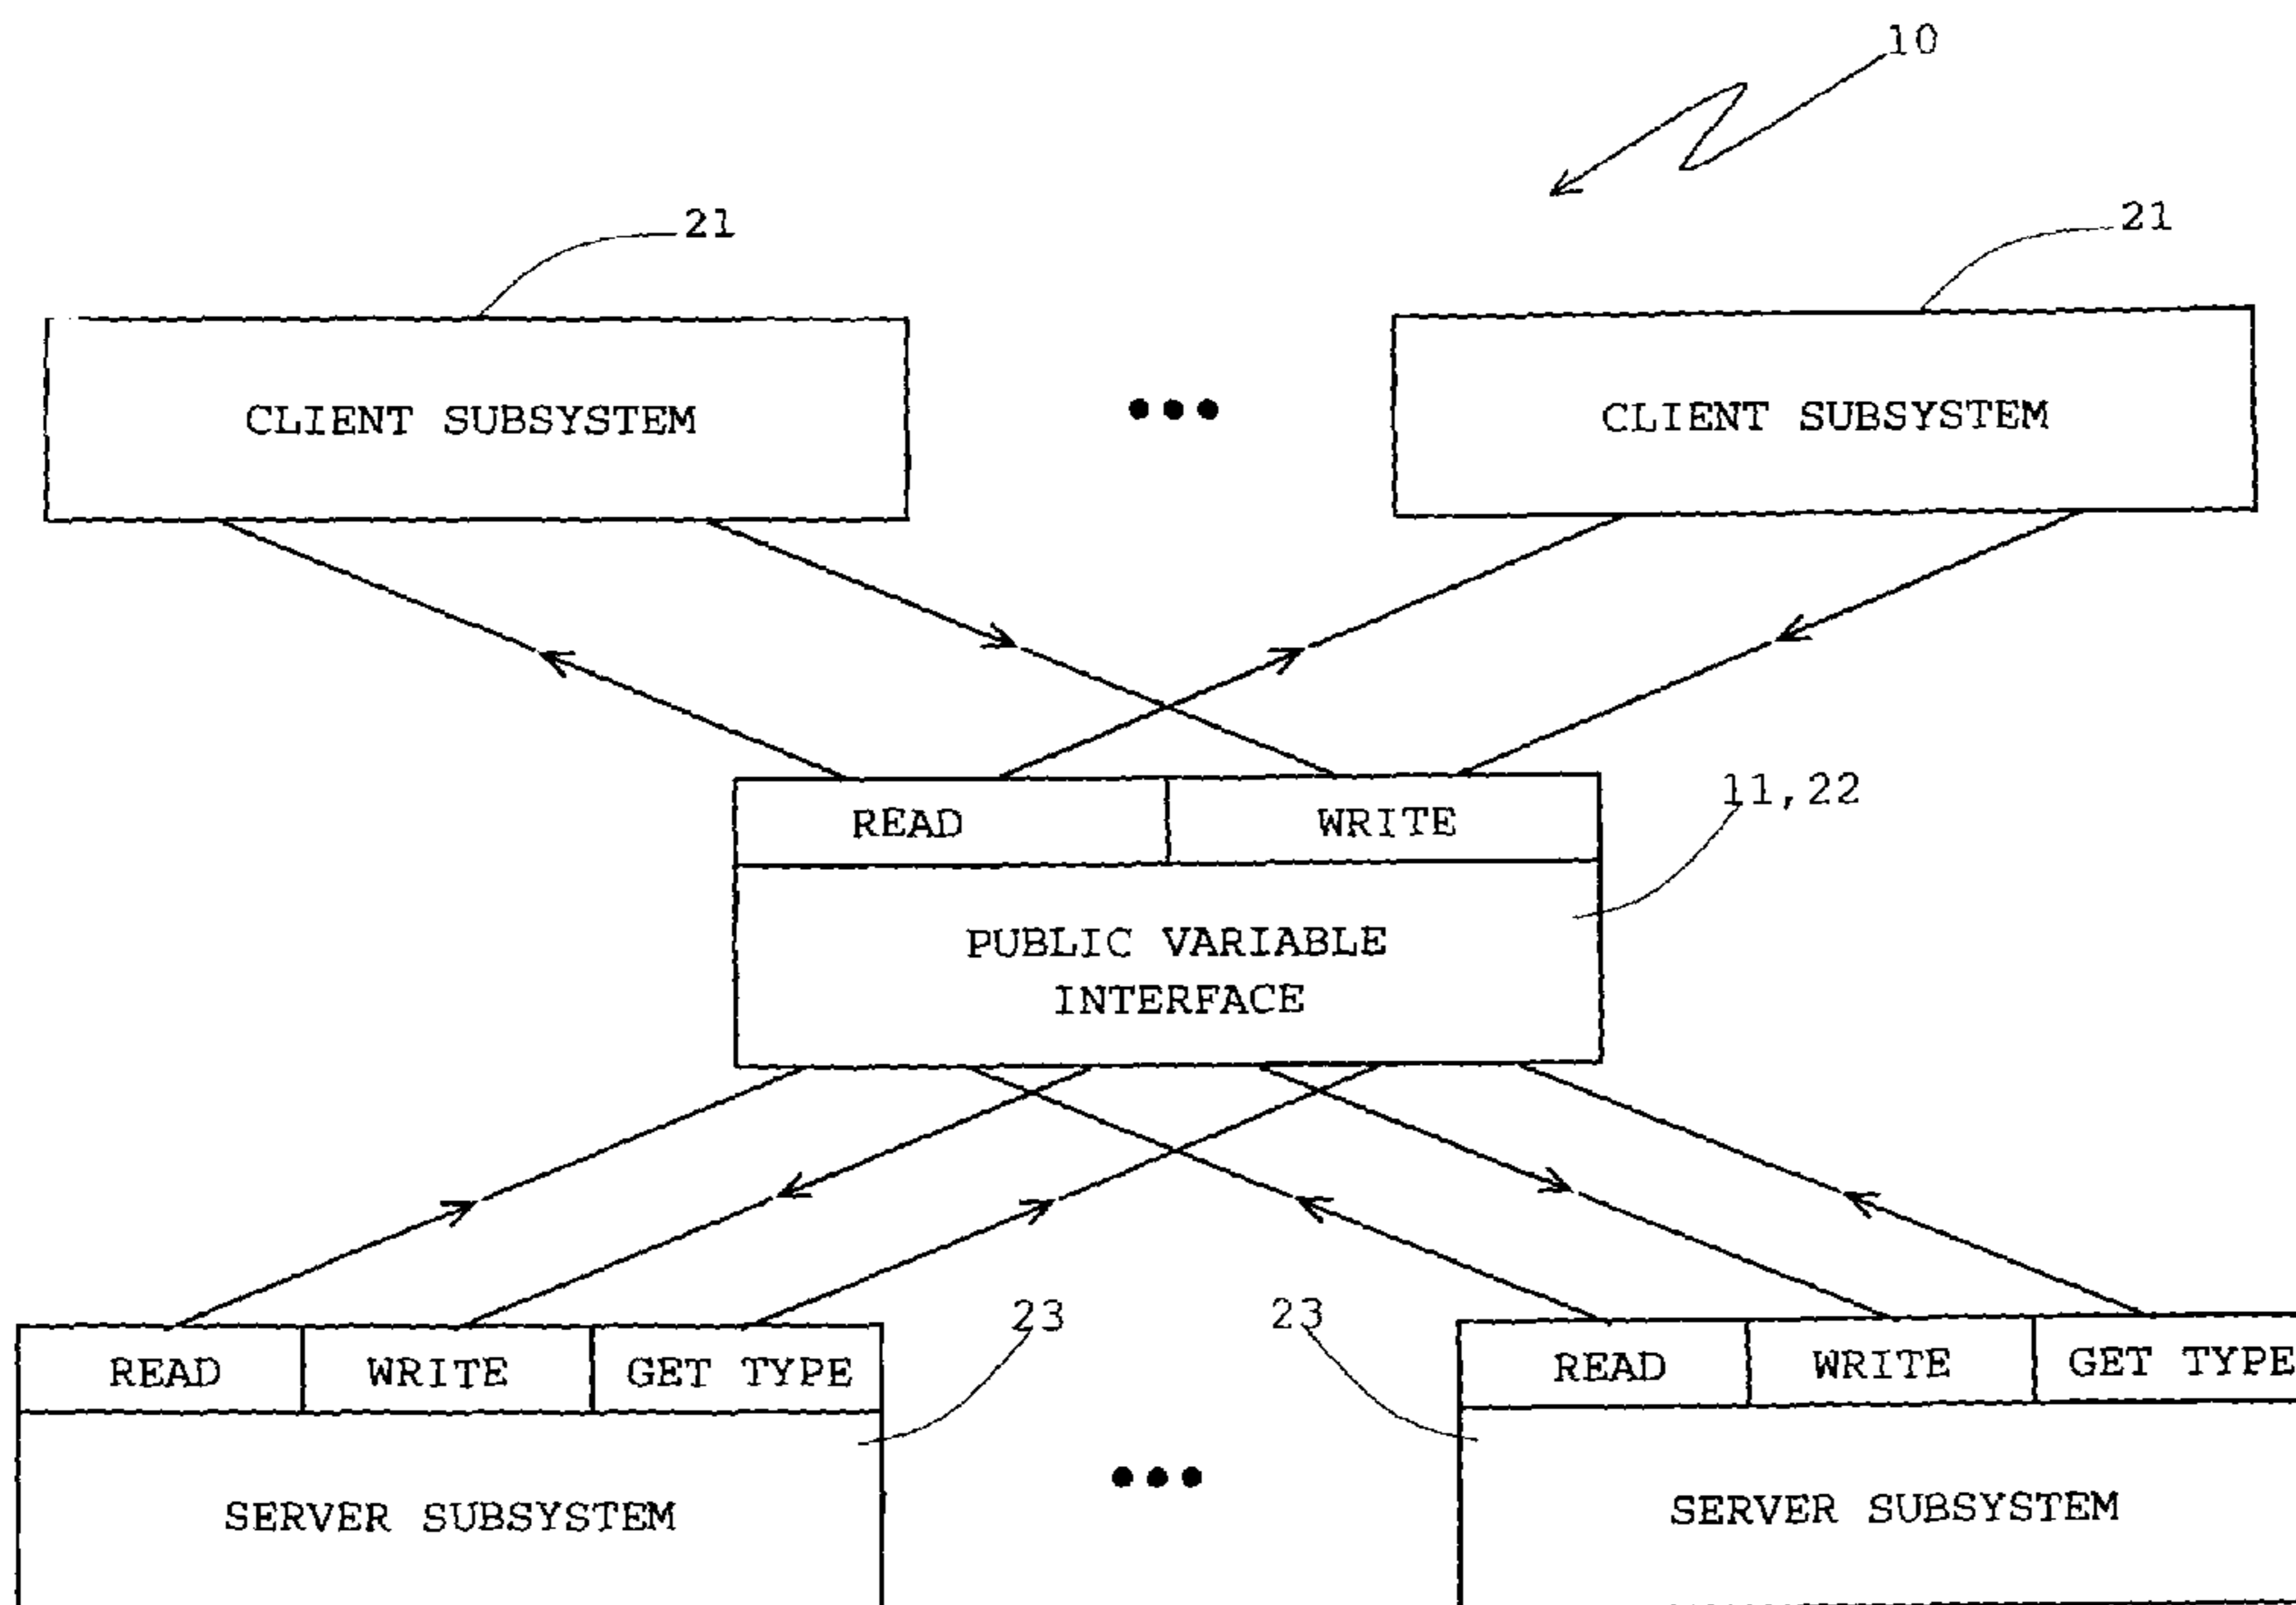 10
21
21
CLIENT SUBSYSTEM
CLIENT SUBSYSTEM
READ
WRITE
11,22
PUBLIC VARIABLE
INTERFACE
23
23
READ
WRITE
GET TYPE
READ
WRITE
GET TYPE
SERVER SUBSYSTEM
SERVER SUBSYSTEM